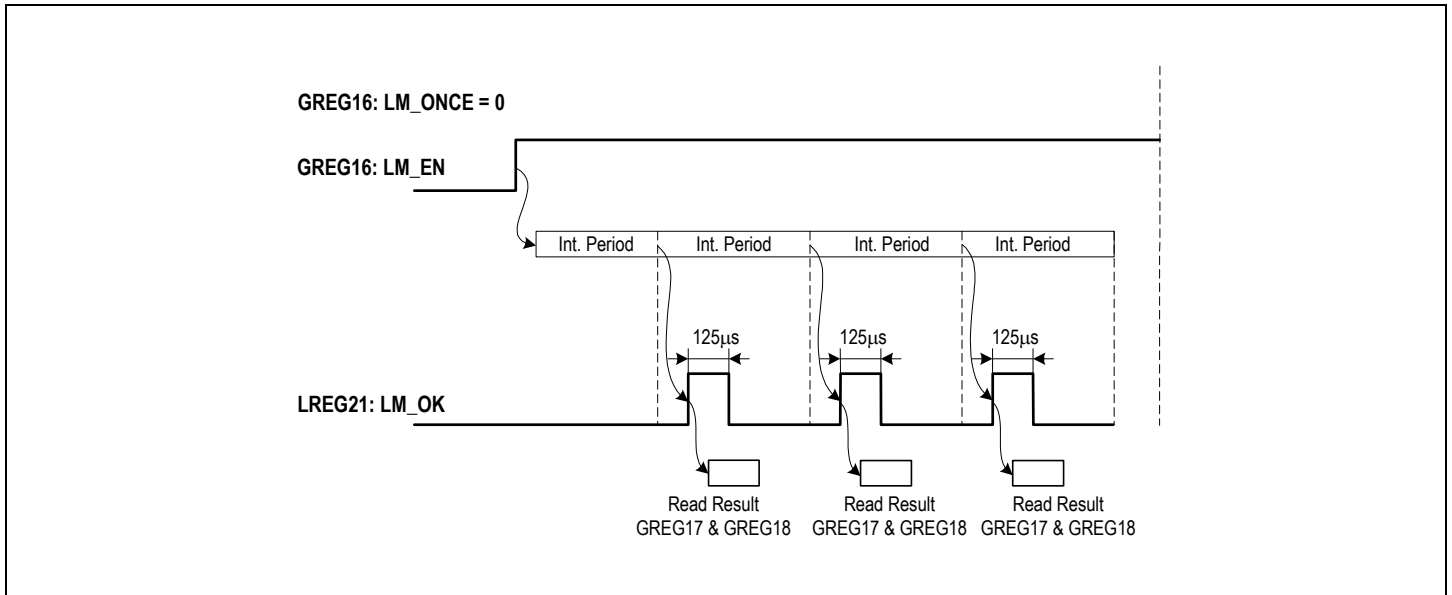 GREG16: LM_ONCE = 0
GREG16: LM_EN
Int. Period Int. Period Int. Period Int. Period
125μs 125μs 125μs
LREG21: LM_OK
Read Result Read Result Read Result
GREG17 & GREG18 GREG17 & GREG18 GREG17 & GREG18